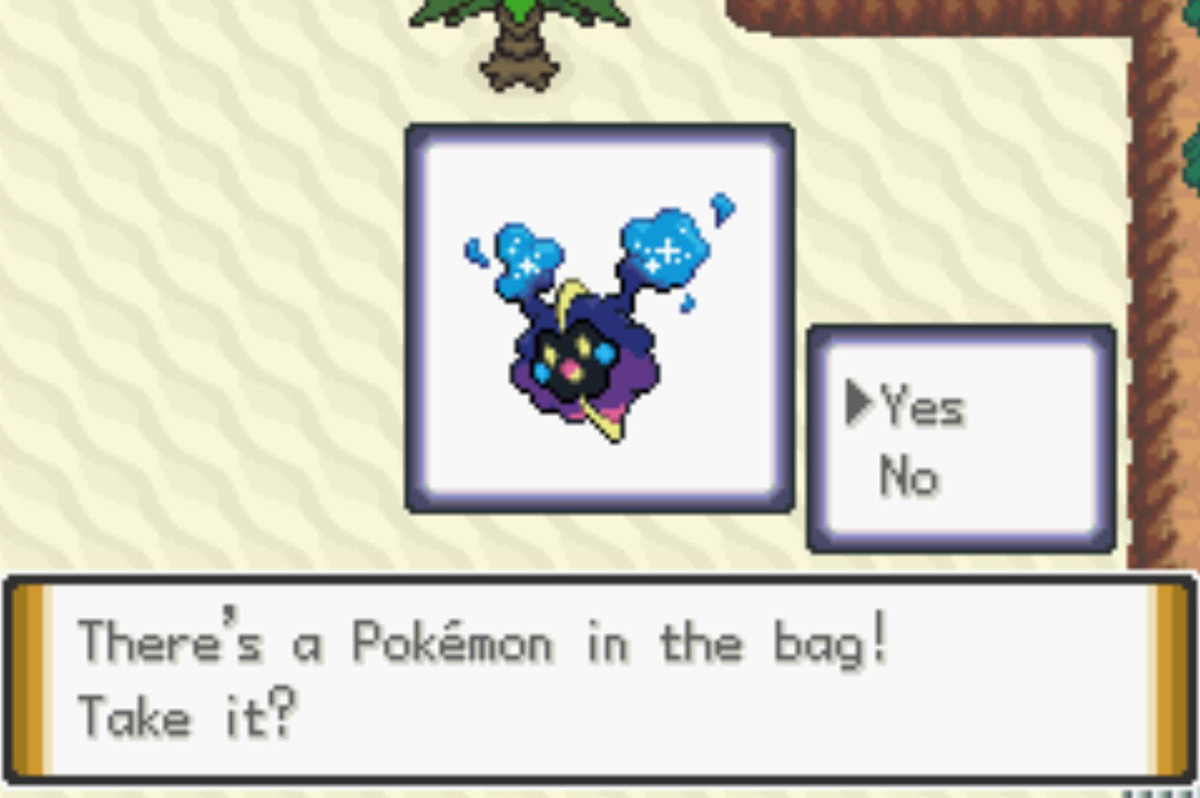 Yes
No
There's a Pokémon in the bag!
Take it?